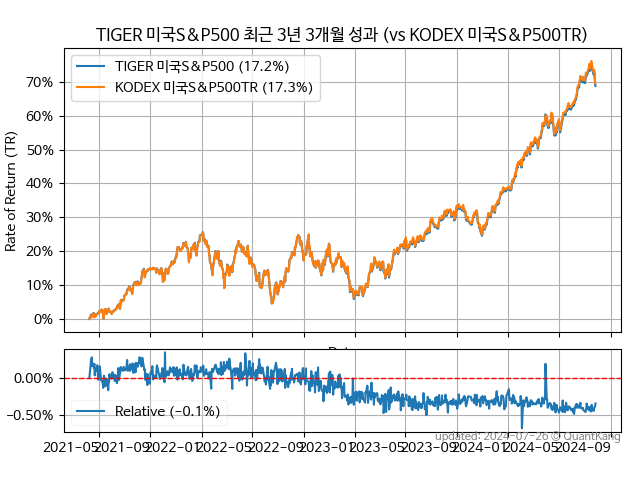 TIGER 미국S&P500 최근 3년 3개월 성과 (vs KODEX 미국S&P500TR)
TIGER 미국S&P500 (17.2%)
KODEX 미국S&P500TR (17.3%)
Rate of Return (TR)
70%
60%
50%
40%
30%
20%
10%
0%
0.00%
−0.50%
Relative (−0.1%)
updated: 2024-07-26 © QuantKang
2021-05 2021-09 2022-01 2022-05 2022-09 2023-01 2023-05 2023-09 2024-01 2024-05 2024-09